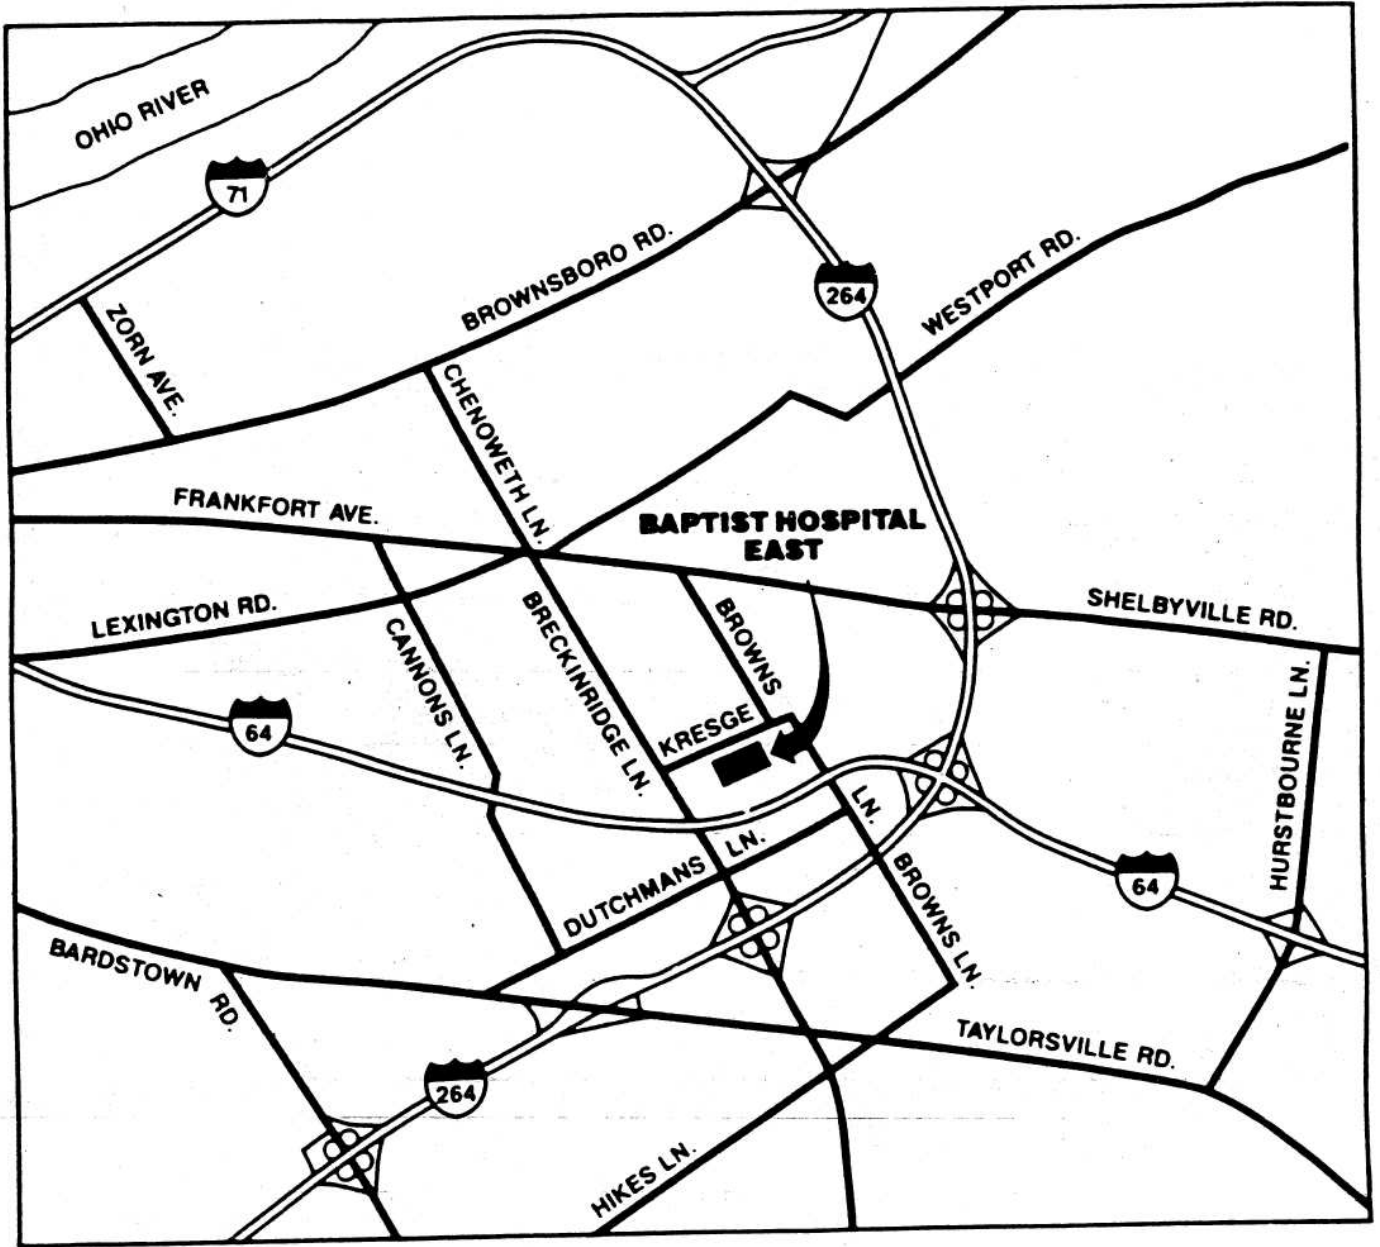 OHIO RIVER
71
ZORN AVE.
BROWNSBORO RD.
264
WESTPORT RD.
CHENOWETH LN.
FRANKFORT AVE.
BAPTIST HOSPITAL
EAST
LEXINGTON RD.
CANNONS LN.
BRECKINRIDGE LN.
BROWNS
LN.
SHELBYVILLE RD.
HURSTBOURNE LN.
64
KRESGE
DUTCHMANS LN.
BROWNS LN.
64
BARDSTOWN RD.
264
TAYLORSVILLE RD.
HIKES LN.